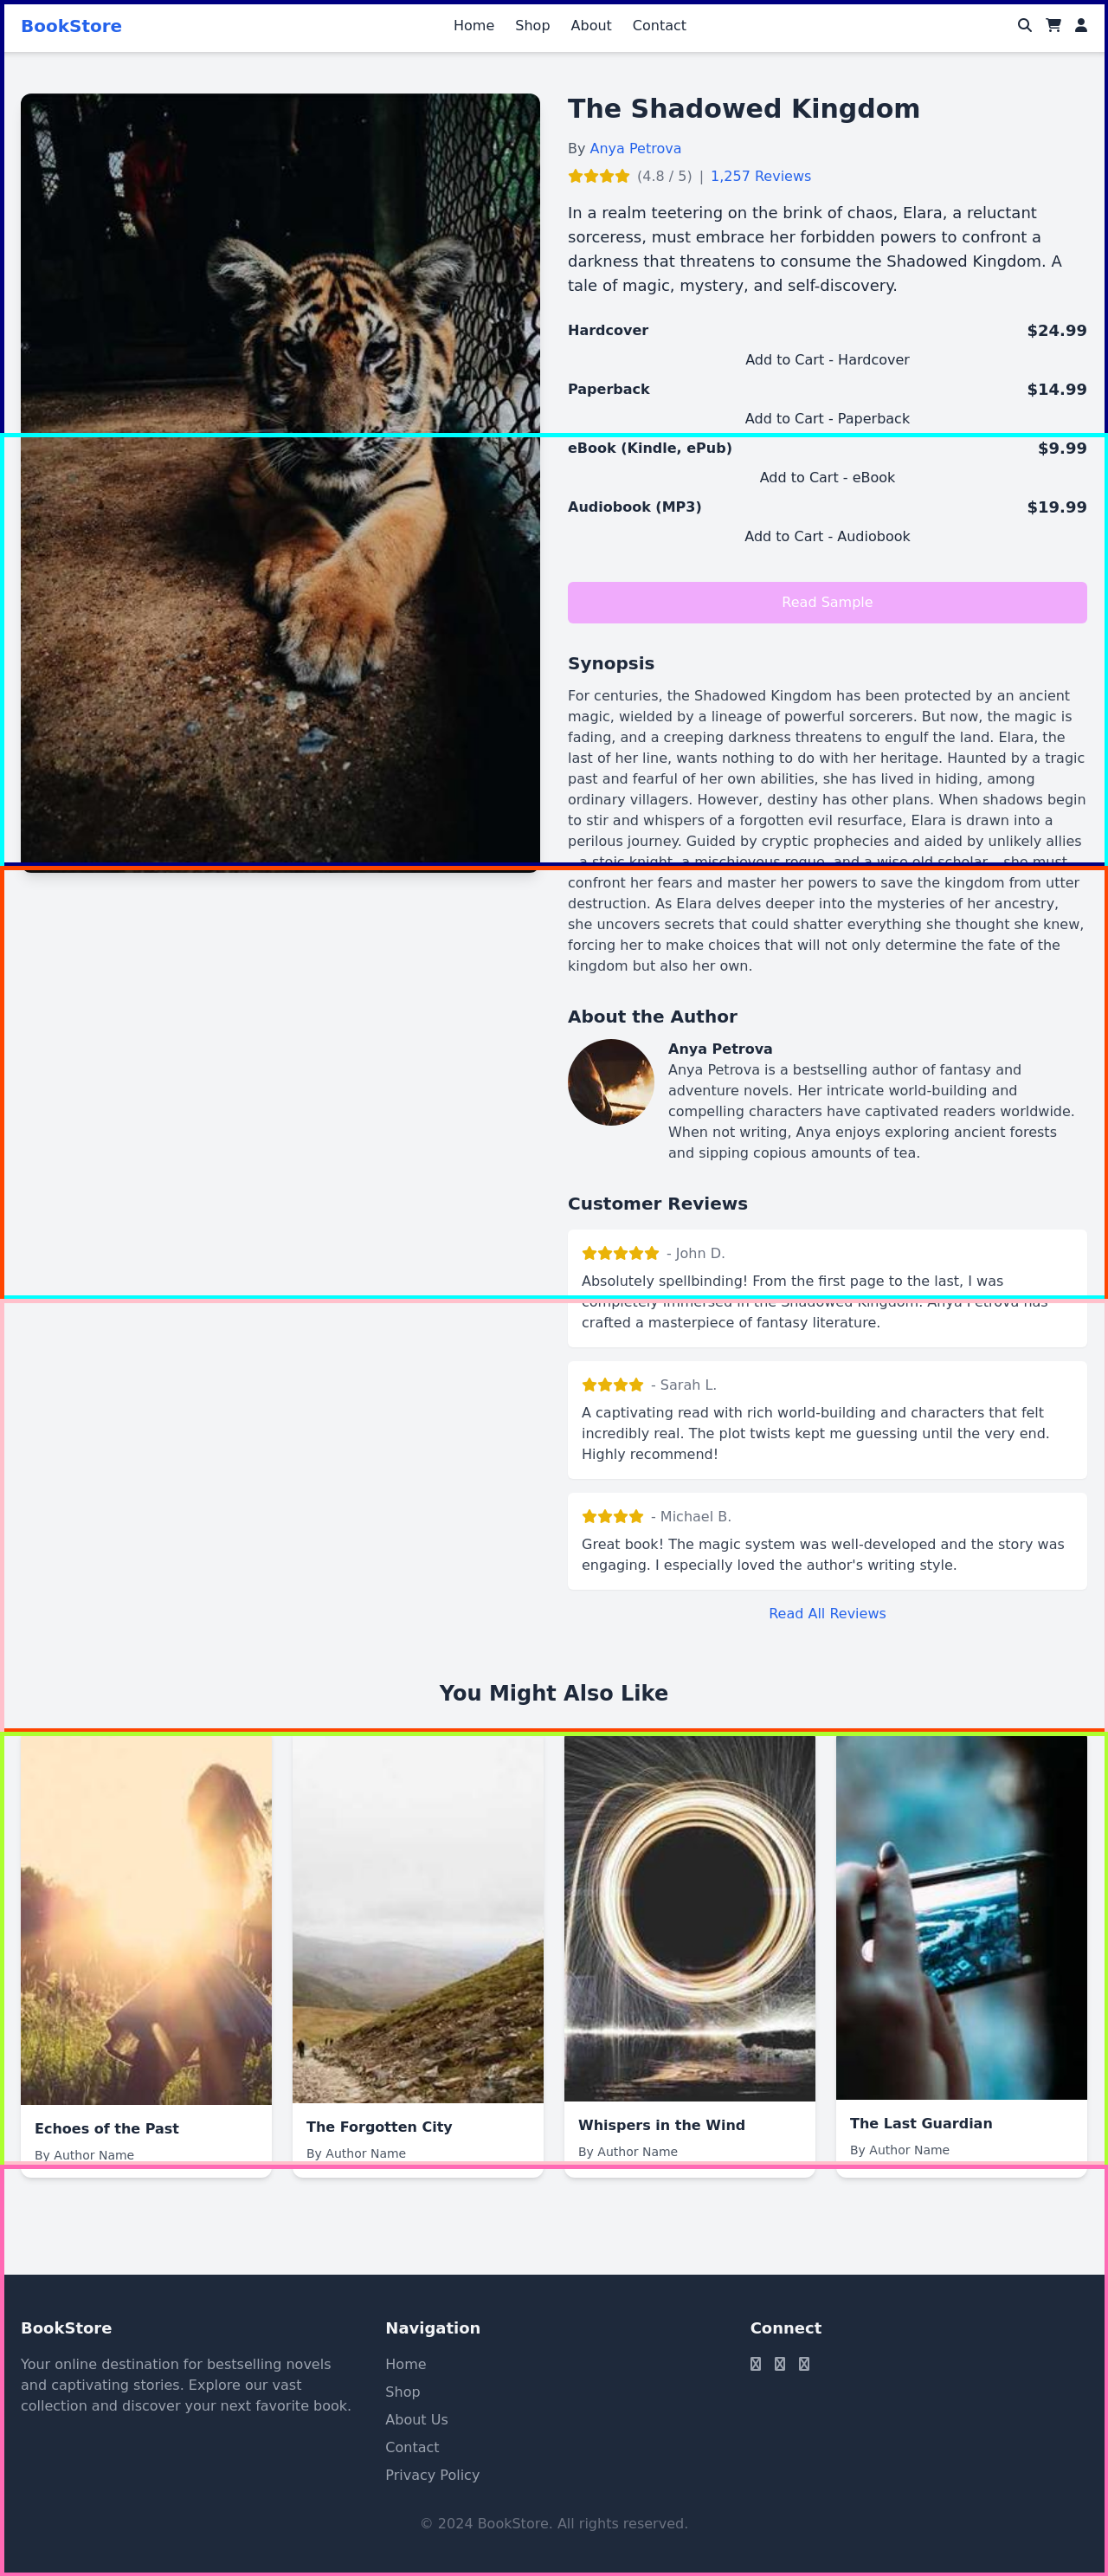 BookStore
Home
Shop
About
Contact
The Shadowed Kingdom
By Anya Petrova
(4.8 / 5) | 1,257 Reviews
In a realm teetering on the brink of chaos, Elara, a reluctant
sorceress, must embrace her forbidden powers to confront a
darkness that threatens to consume the Shadowed Kingdom. A
tale of magic, mystery, and self-discovery.
Hardcover $24.99
Add to Cart - Hardcover
Paperback $14.99
Add to Cart - Paperback
eBook (Kindle, ePub) $9.99
Add to Cart - eBook
Audiobook (MP3) $19.99
Add to Cart - Audiobook
Read Sample
Synopsis
For centuries, the Shadowed Kingdom has been protected by an ancient
magic, wielded by a lineage of powerful sorcerers. But now, the magic is
fading, and a creeping darkness threatens to engulf the land. Elara, the
last of her line, wants nothing to do with her heritage. Haunted by a tragic
past and fearful of her own abilities, she has lived in hiding, among
ordinary villagers. However, destiny has other plans. When shadows begin
to stir and whispers of a forgotten evil resurface, Elara is drawn into a
perilous journey. Guided by cryptic prophecies and aided by unlikely allies
– a stoic knight, a mischievous rogue, and a wise old scholar – she must
confront her fears and master her powers to save the kingdom from utter
destruction. As Elara delves deeper into the mysteries of her ancestry,
she uncovers secrets that could shatter everything she thought she knew,
forcing her to make choices that will not only determine the fate of the
kingdom but also her own.
About the Author
Anya Petrova
Anya Petrova is a bestselling author of fantasy and
adventure novels. Her intricate world-building and
compelling characters have captivated readers worldwide.
When not writing, Anya enjoys exploring ancient forests
and sipping copious amounts of tea.
Customer Reviews
- John D.
Absolutely spellbinding! From the first page to the last, I was
completely immersed in the Shadowed Kingdom. Anya Petrova has
crafted a masterpiece of fantasy literature.
- Sarah L.
A captivating read with rich world-building and characters that felt
incredibly real. The plot twists kept me guessing until the very end.
Highly recommend!
- Michael B.
Great book! The magic system was well-developed and the story was
engaging. I especially loved the author's writing style.
Read All Reviews
You Might Also Like
Echoes of the Past
By Author Name
The Forgotten City
By Author Name
Whispers in the Wind
By Author Name
The Last Guardian
By Author Name
BookStore
Your online destination for bestselling novels
and captivating stories. Explore our vast
collection and discover your next favorite book.
Navigation
Home
Shop
About Us
Contact
Privacy Policy
Connect
© 2024 BookStore. All rights reserved.